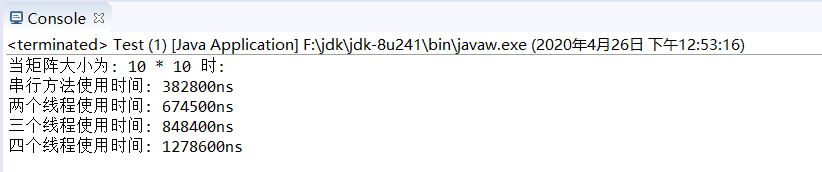 Console
<terminated> Test (1) [Java Application] F:\jdk\jdk-8u241\bin\javaw.exe (2020年4月26日 下午12:53:16)
当矩阵大小为: 10 * 10 时:
串行方法使用时间: 382800ns
两个线程使用时间: 674500ns
三个线程使用时间: 848400ns
四个线程使用时间: 1278600ns